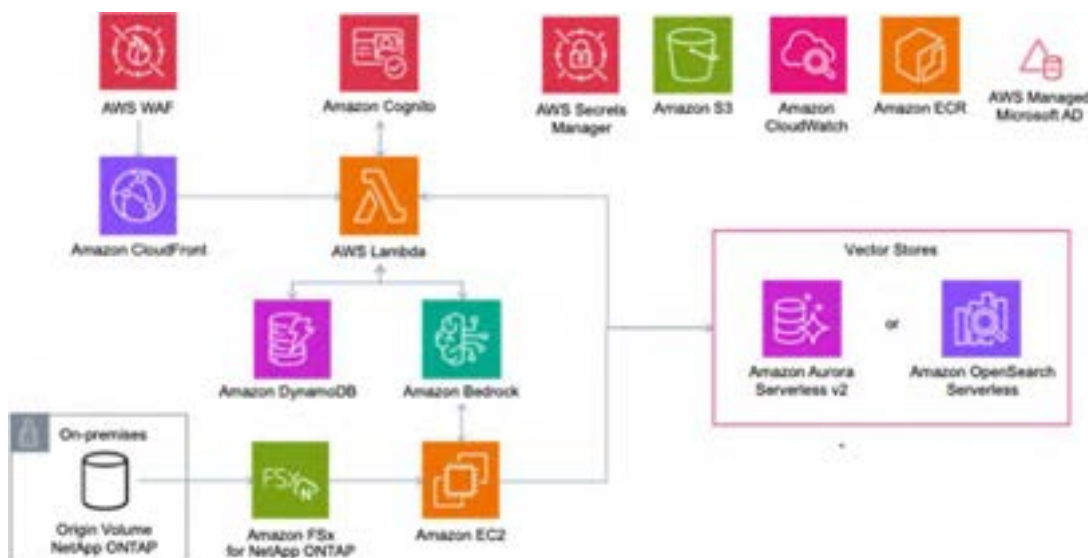 AWS WAF
Amazon Cognito
AWS Secrets
Manager
Amazon S3
Amazon
CloudWatch
Amazon ECR
AWS Managed
Microsoft AD
Amazon CloudFront
AWS Lambda
Vector Stores
Amazon DynamoDB
Amazon Bedrock
Amazon Aurora
Serverless v2
or
Amazon OpenSearch
Serverless
On-premises
Origin Volume
NetApp ONTAP
FSx
N
Amazon FSx
for NetApp ONTAP
Amazon EC2